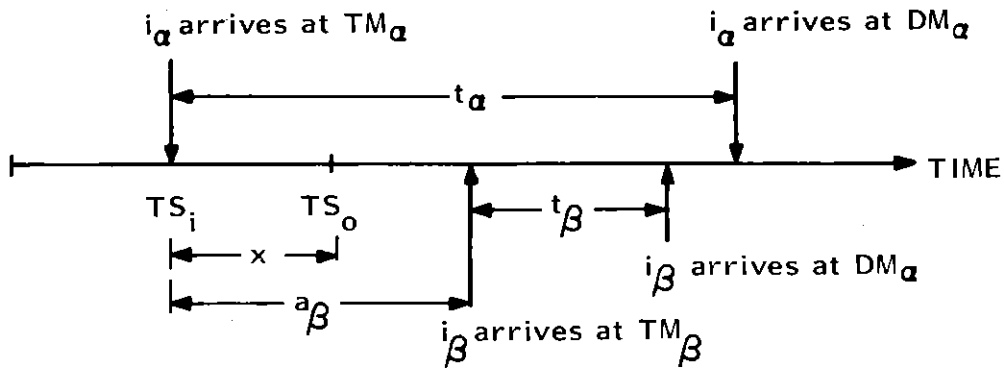 i_α arrives at TM_α
i_α arrives at DM_α
t_α
TIME
TS_i
TS_o
t_β
x
i_β arrives at DM_α
a_β
i_β arrives at TM_β